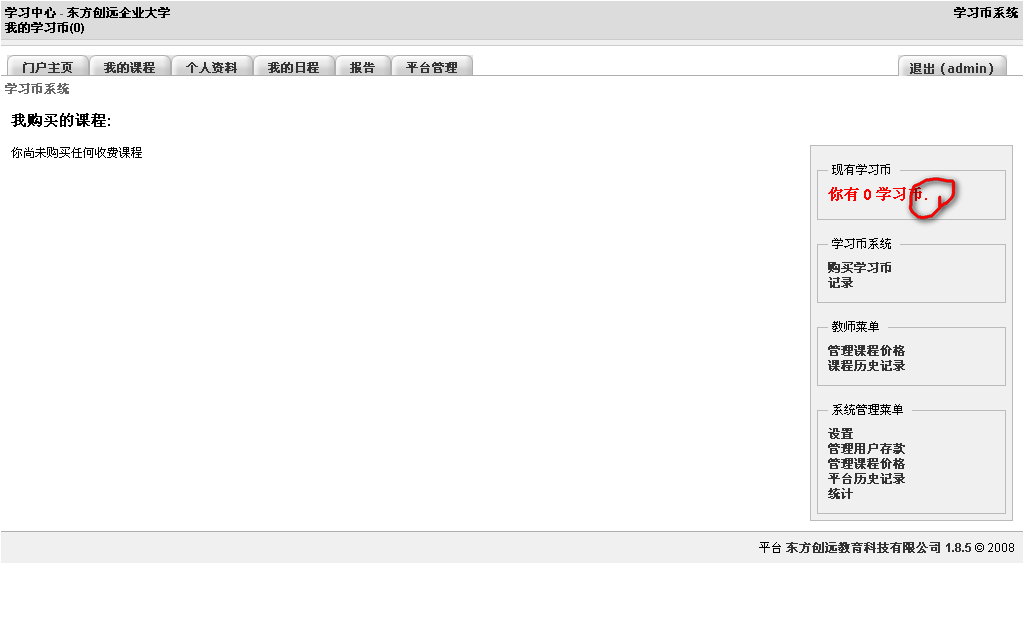 学习中心 - 东方创远企业大学
学习币系统
我的学习币(0)
门户主页
我的课程
个人资料
我的日程
报告
平台管理
退出 (admin)
学习币系统
我购买的课程:
你尚未购买任何收费课程
现有学习币
你有 0 学习币.
学习币系统
购买学习币
记录
教师菜单
管理课程价格
课程历史记录
系统管理菜单
设置
管理用户存款
管理课程价格
平台历史记录
统计
平台 东方创远教育科技有限公司 1.8.5 © 2008